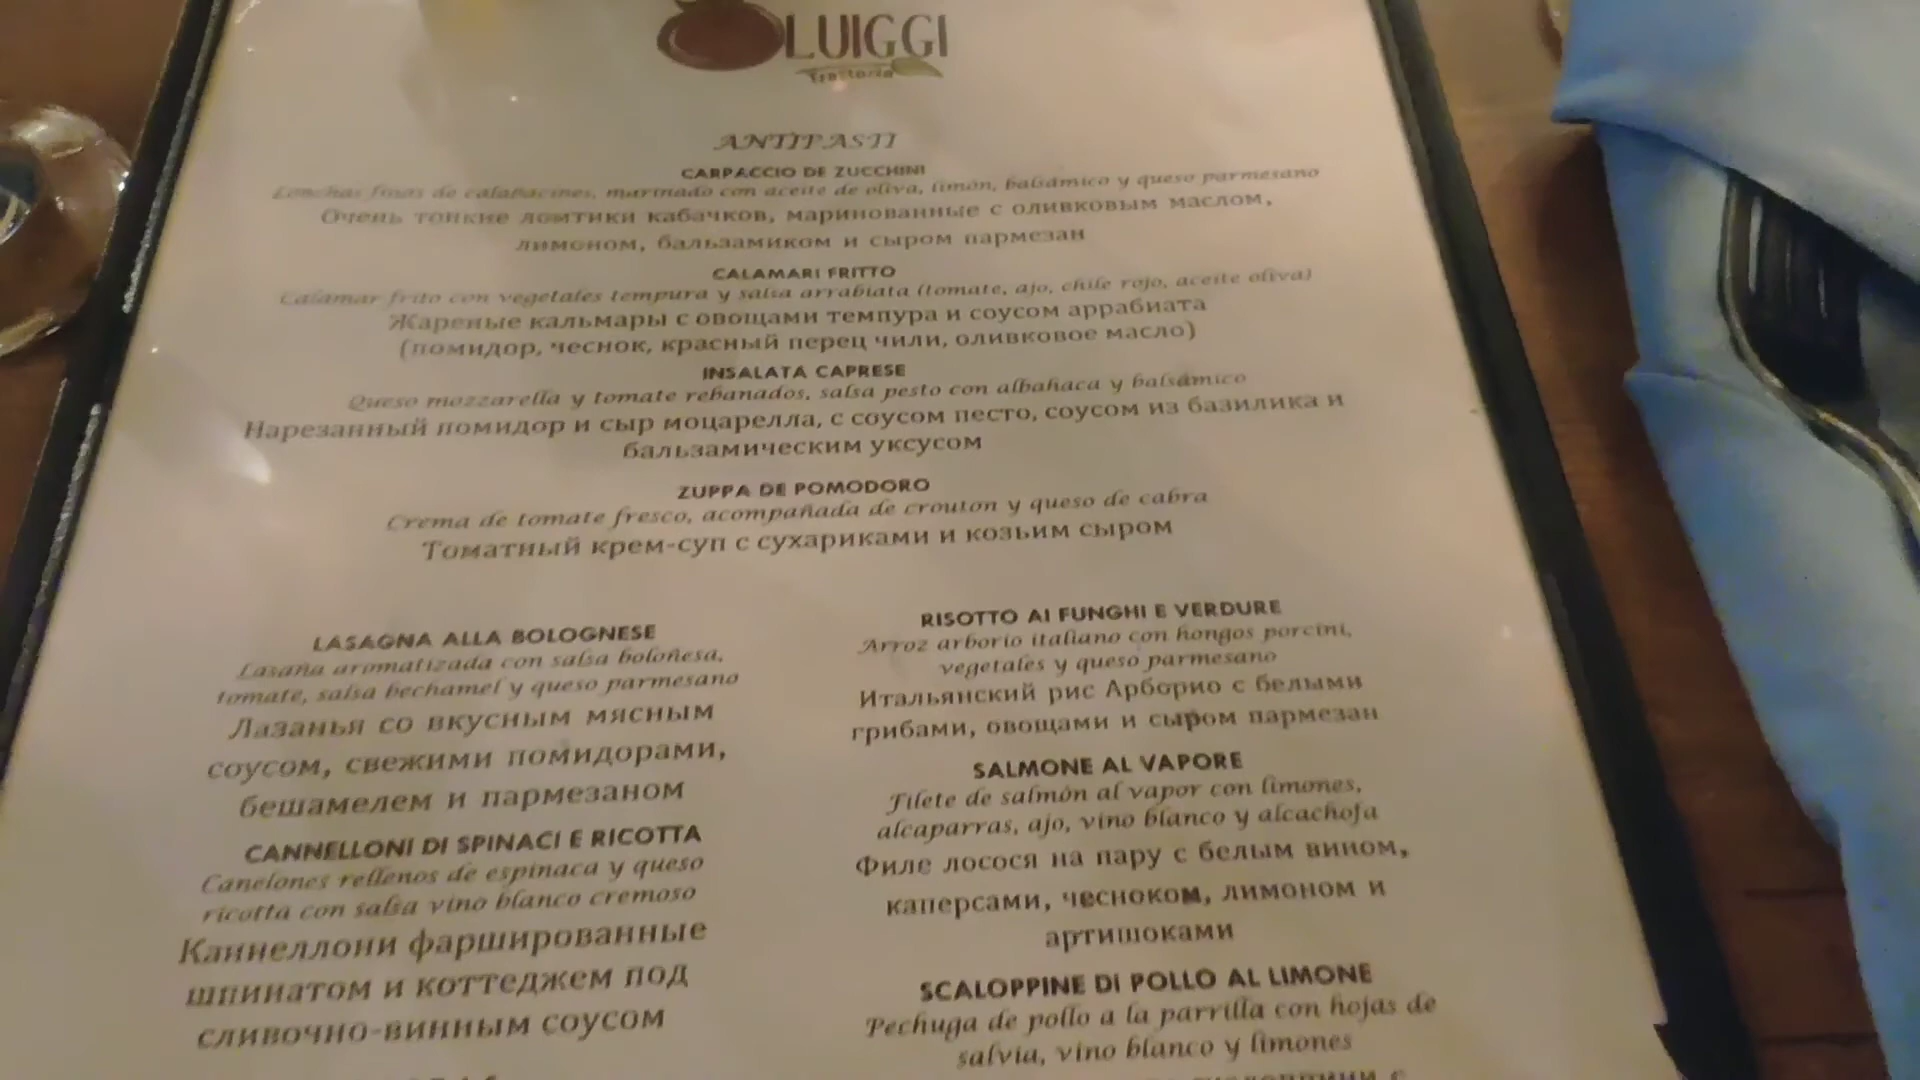 LUIGGI
Trattoria
ANTIPASTI
CARPACCIO DE ZUCCHINI
Lonchas finas de calabacines, marinado con aceite de oliva, limón, balsámico y queso parmesano
Очень тонкие ломтики кабачков, маринованные с оливковым маслом,
лимоном, бальзамиком и сыром пармезан
CALAMARI FRITTO
Calamar frito con vegetales tempura y salsa arrabiata (tomate, ajo, chile rojo, aceite oliva)
Жареные кальмары с овощами темпура и соусом аррабиата
(помидор, чеснок, красный перец чили, оливковое масло)
INSALATA CAPRESE
Queso mozzarella y tomate rebanados, salsa pesto con albahaca y balsámico
Нарезанный помидор и сыр моцарелла, с соусом песто, соусом из базилика и
бальзамическим уксусом
ZUPPA DE POMODORO
Crema de tomate fresco, acompañada de crouton y queso de cabra
Томатный крем-суп с сухариками и козьим сыром
LASAGNA ALLA BOLOGNESE
Lasaña aromatizada con salsa boloñesa,
tomate, salsa bechamel y queso parmesano
Лазанья со вкусным мясным
соусом, свежими помидорами,
бешамелем и пармезаном
CANNELLONI DI SPINACI E RICOTTA
Canelones rellenos de espinaca y queso
ricotta con salsa vino blanco cremoso
Каннеллони фаршированные
шпинатом и коттеджем под
сливочно-винным соусом
RISOTTO AI FUNGHI E VERDURE
Arroz arborio italiano con hongos porcini,
vegetales y queso parmesano
Итальянский рис Арборио с белыми
грибами, овощами и сыром пармезан
SALMONE AL VAPORE
Filete de salmón al vapor con limones,
alcaparras, ajo, vino blanco y alcachofa
Филе лосося на пару с белым вином,
каперсами, чесноком, лимоном и
артишоками
SCALOPPINE DI POLLO AL LIMONE
Pechuga de pollo a la parrilla con hojas de
salvia, vino blanco y limones